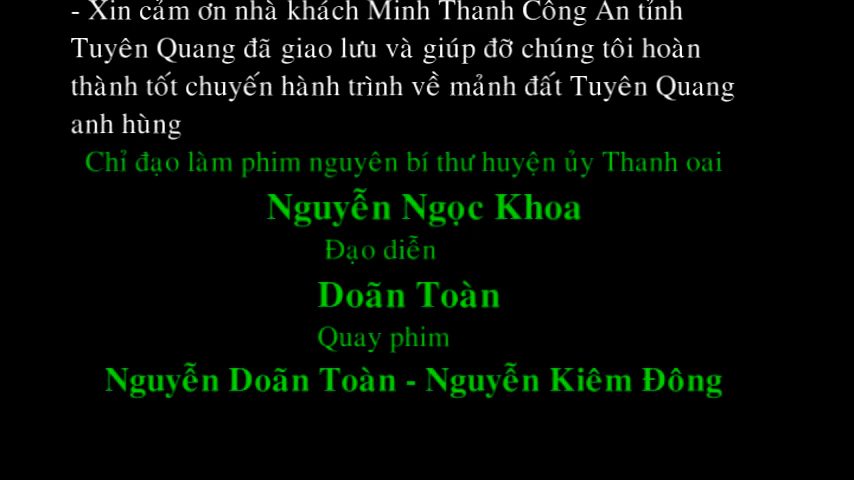 - Xin cảm ơn nhà khách Minh Thanh Công An tỉnh
Tuyên Quang đã giao lưu và giúp đỡ chúng tôi hoàn
thành tốt chuyến hành trình về mảnh đất Tuyên Quang
anh hùng
Chỉ đạo làm phim nguyên bí thư huyện ủy Thanh oai
Nguyễn Ngọc Khoa
Đạo diễn
Doãn Toàn
Quay phim
Nguyễn Doãn Toàn - Nguyễn Kiêm Đông